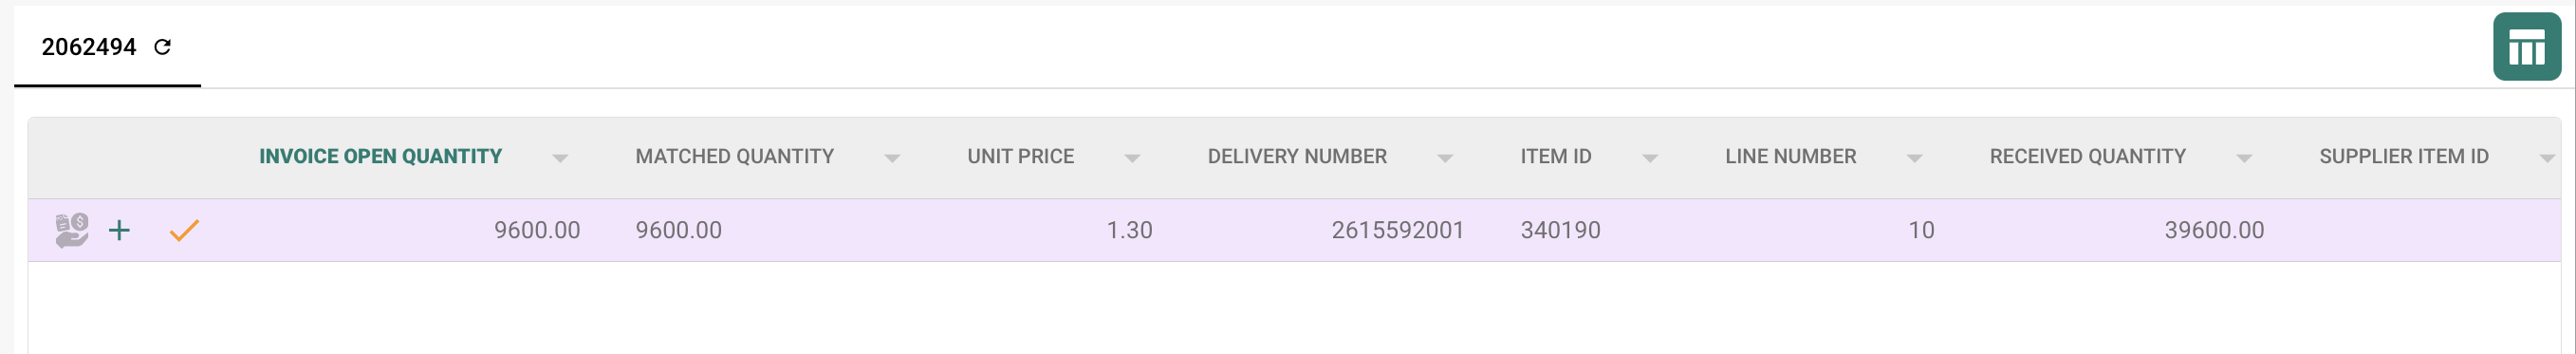 2062494
INVOICE OPEN QUANTITY MATCHED QUANTITY UNIT PRICE DELIVERY NUMBER ITEM ID LINE NUMBER RECEIVED QUANTITY SUPPLIER ITEM ID
9600.00 9600.00 1.30 2615592001 340190 10 39600.00